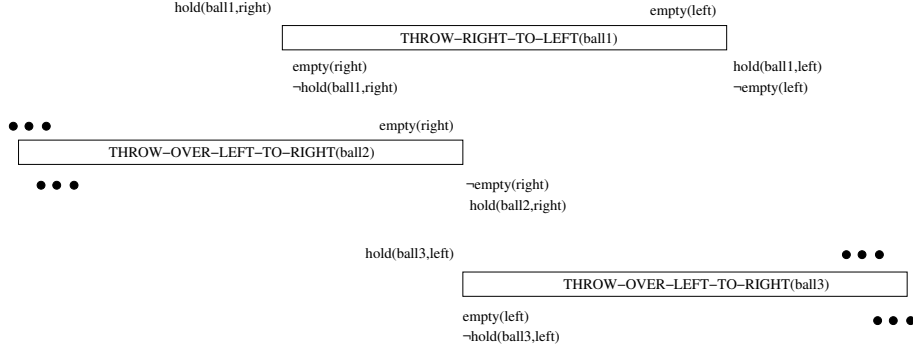 hold(ball1,right)
empty(left)
THROW−RIGHT−TO−LEFT(ball1)
empty(right)
¬hold(ball1,right)
hold(ball1,left)
¬empty(left)
empty(right)
THROW−OVER−LEFT−TO−RIGHT(ball2)
¬empty(right)
hold(ball2,right)
hold(ball3,left)
THROW−OVER−LEFT−TO−RIGHT(ball3)
empty(left)
¬hold(ball3,left)